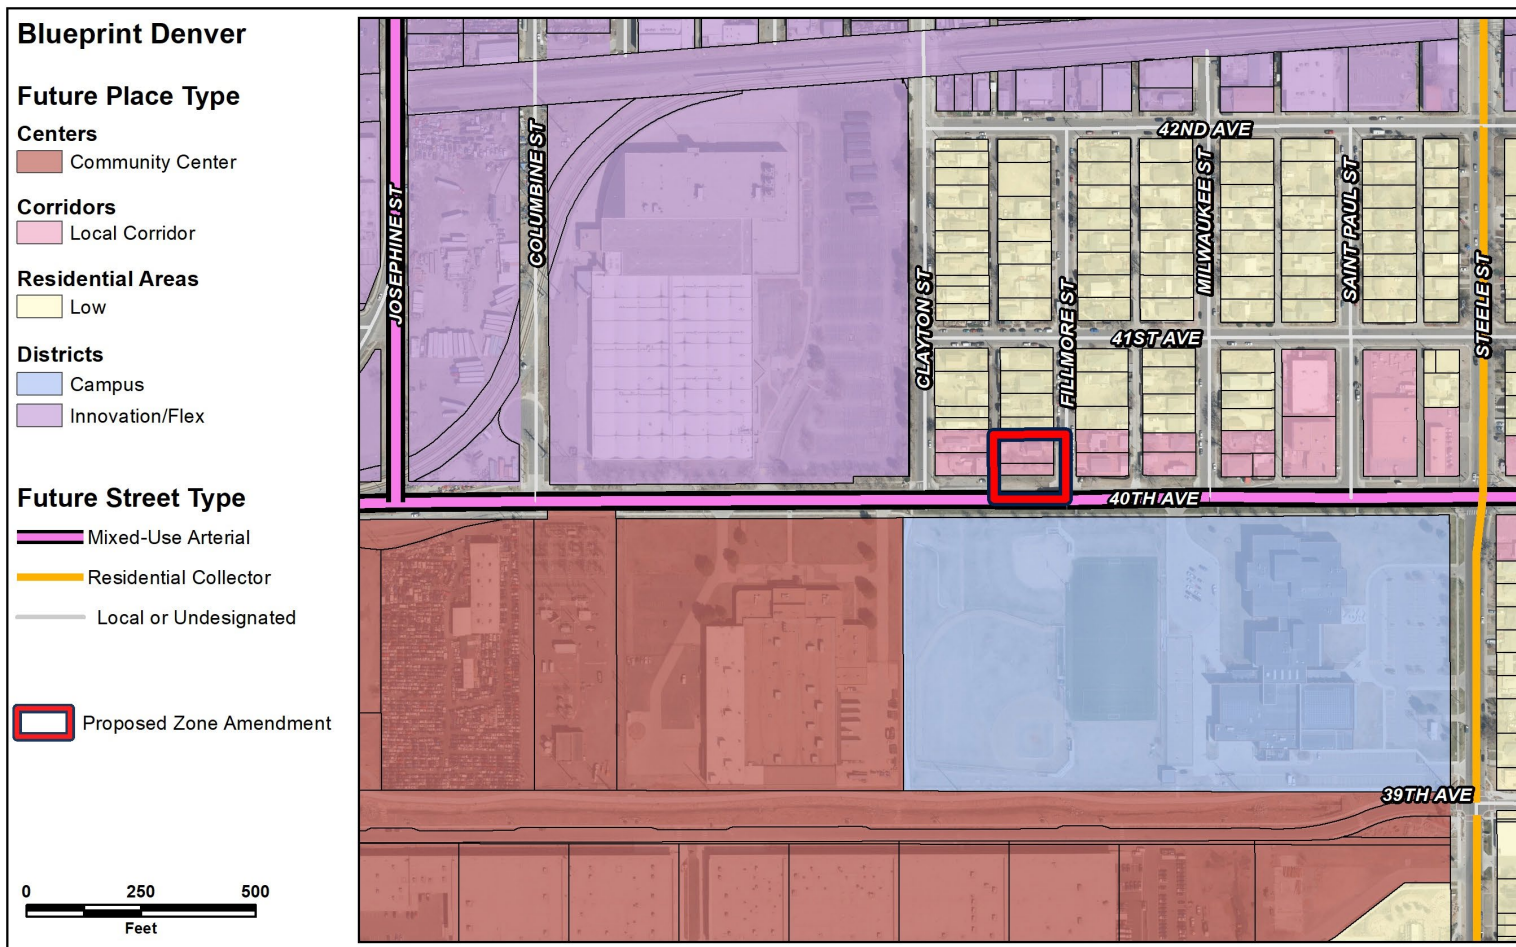 Blueprint Denver
Future Place Type
Centers
Community Center
Corridors
Local Corridor
Residential Areas
Low
Districts
Campus
Innovation/Flex
Future Street Type
Mixed-Use Arterial
Residential Collector
Local or Undesignated
Proposed Zone Amendment
0 250 500
Feet
JOSEPHINE ST
COLUMBINE ST
CLAYTON ST
FILLMORE ST
MILWAUKEE ST
SAINT PAUL ST
STEELE ST
42ND AVE
41ST AVE
40TH AVE
39TH AVE